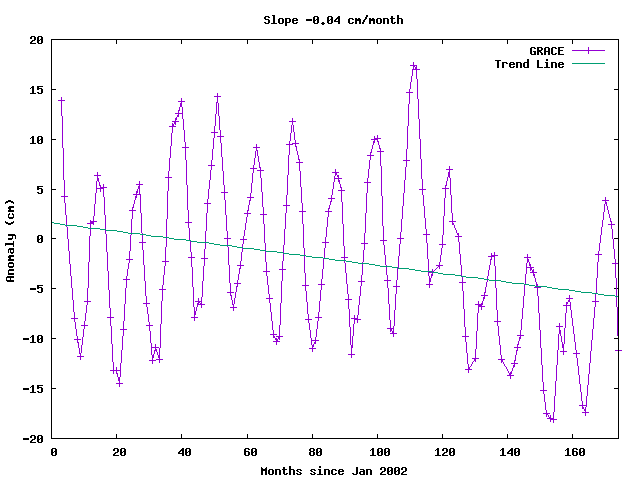 Slope -0.04 cm/month
GRACE
Trend Line
Anomaly (cm)
20
15
10
5
0
-5
-10
-15
-20
0 20 40 60 80 100 120 140 160
Months since Jan 2002